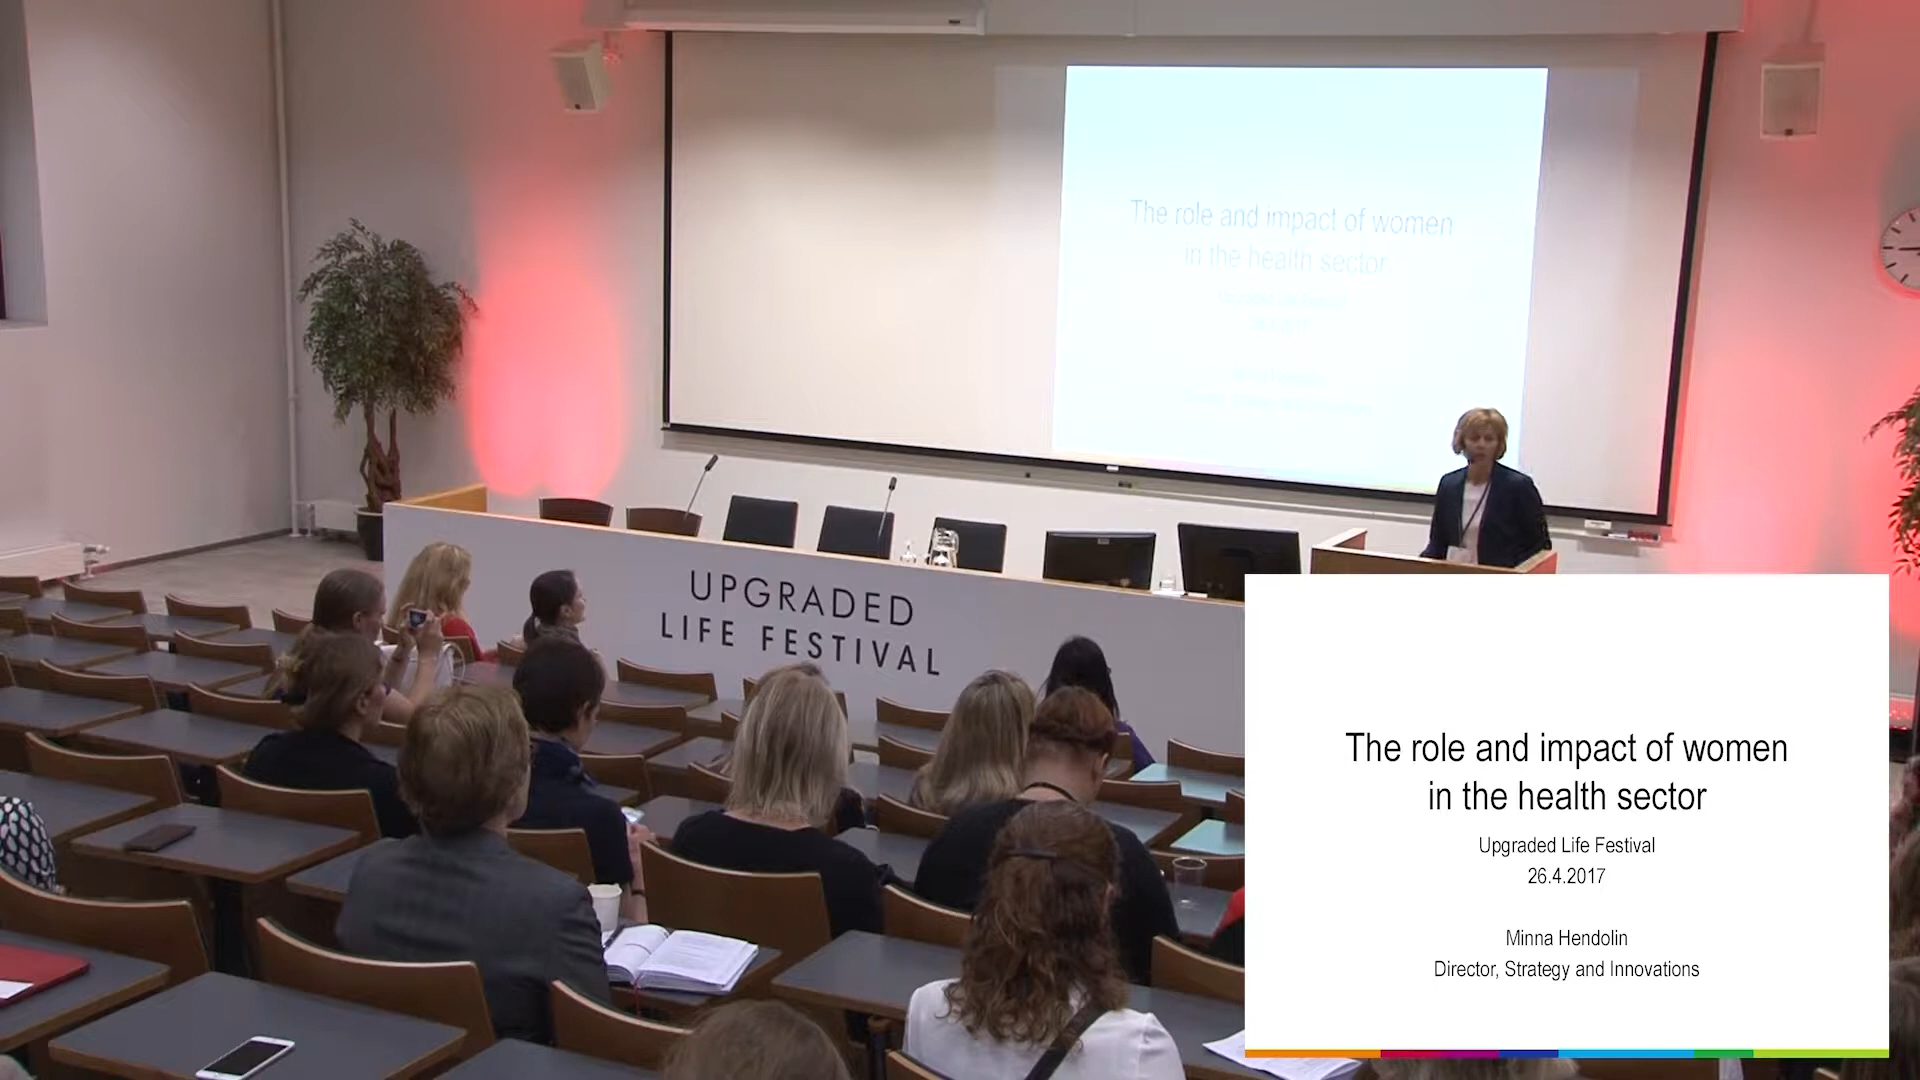 The role and impact of women
in the health sector
UPGRADED
LIFE FESTIVAL
The role and impact of women
in the health sector
Upgraded Life Festival
26.4.2017
Minna Hendolin
Director, Strategy and Innovations